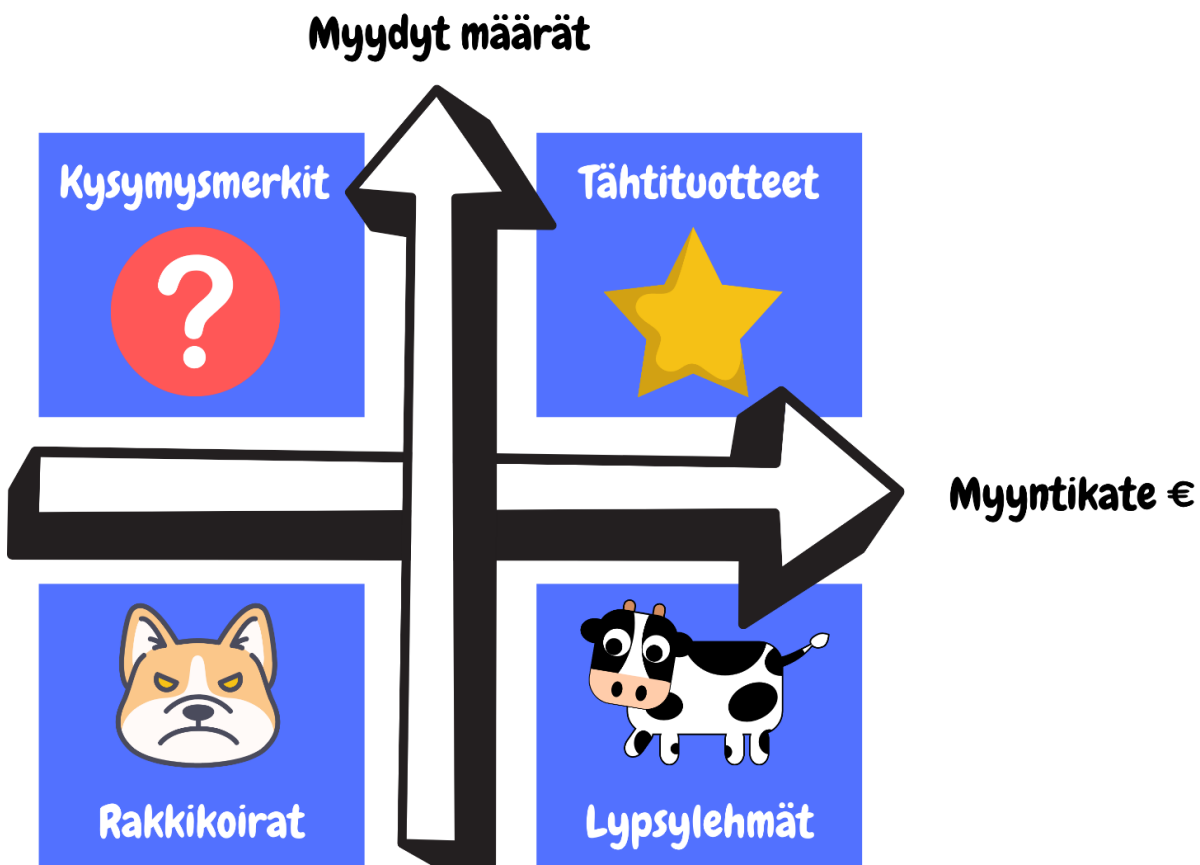 Myydyt määrät
Kysymysmerkit
Tähtituotteet
?
Myyntikate €
Rakkikoirat
Lypsylehmät